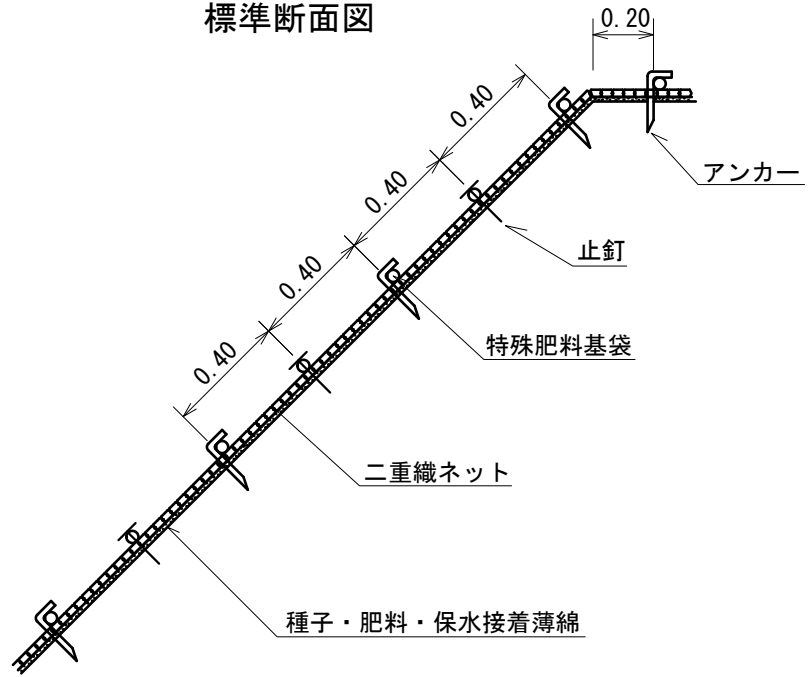 標準断面図
0.20
0.40
0.40
0.40
0.40
アンカー
止釘
特殊肥料基袋
二重織ネット
種子・肥料・保水接着薄綿